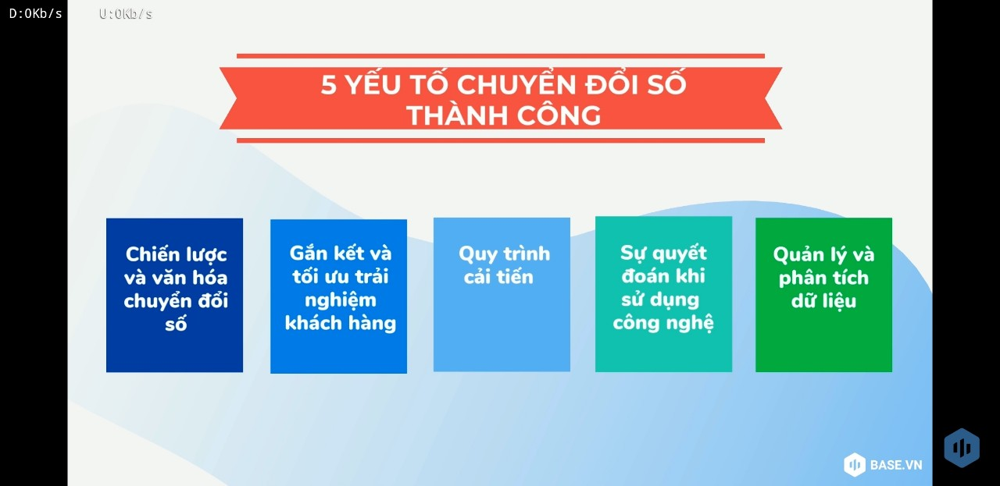 D:0Kb/s U:0Kb/s
5 YẾU TỐ CHUYỂN ĐỔI SỐ
THÀNH CÔNG
Chiến lược
và văn hóa
chuyển đổi
số
Gắn kết và
tối ưu trải
nghiệm
khách hàng
Quy trình
cải tiến
Sự quyết
đoán khi
sử dụng
công nghệ
Quản lý và
phân tích
dữ liệu
BASE.VN